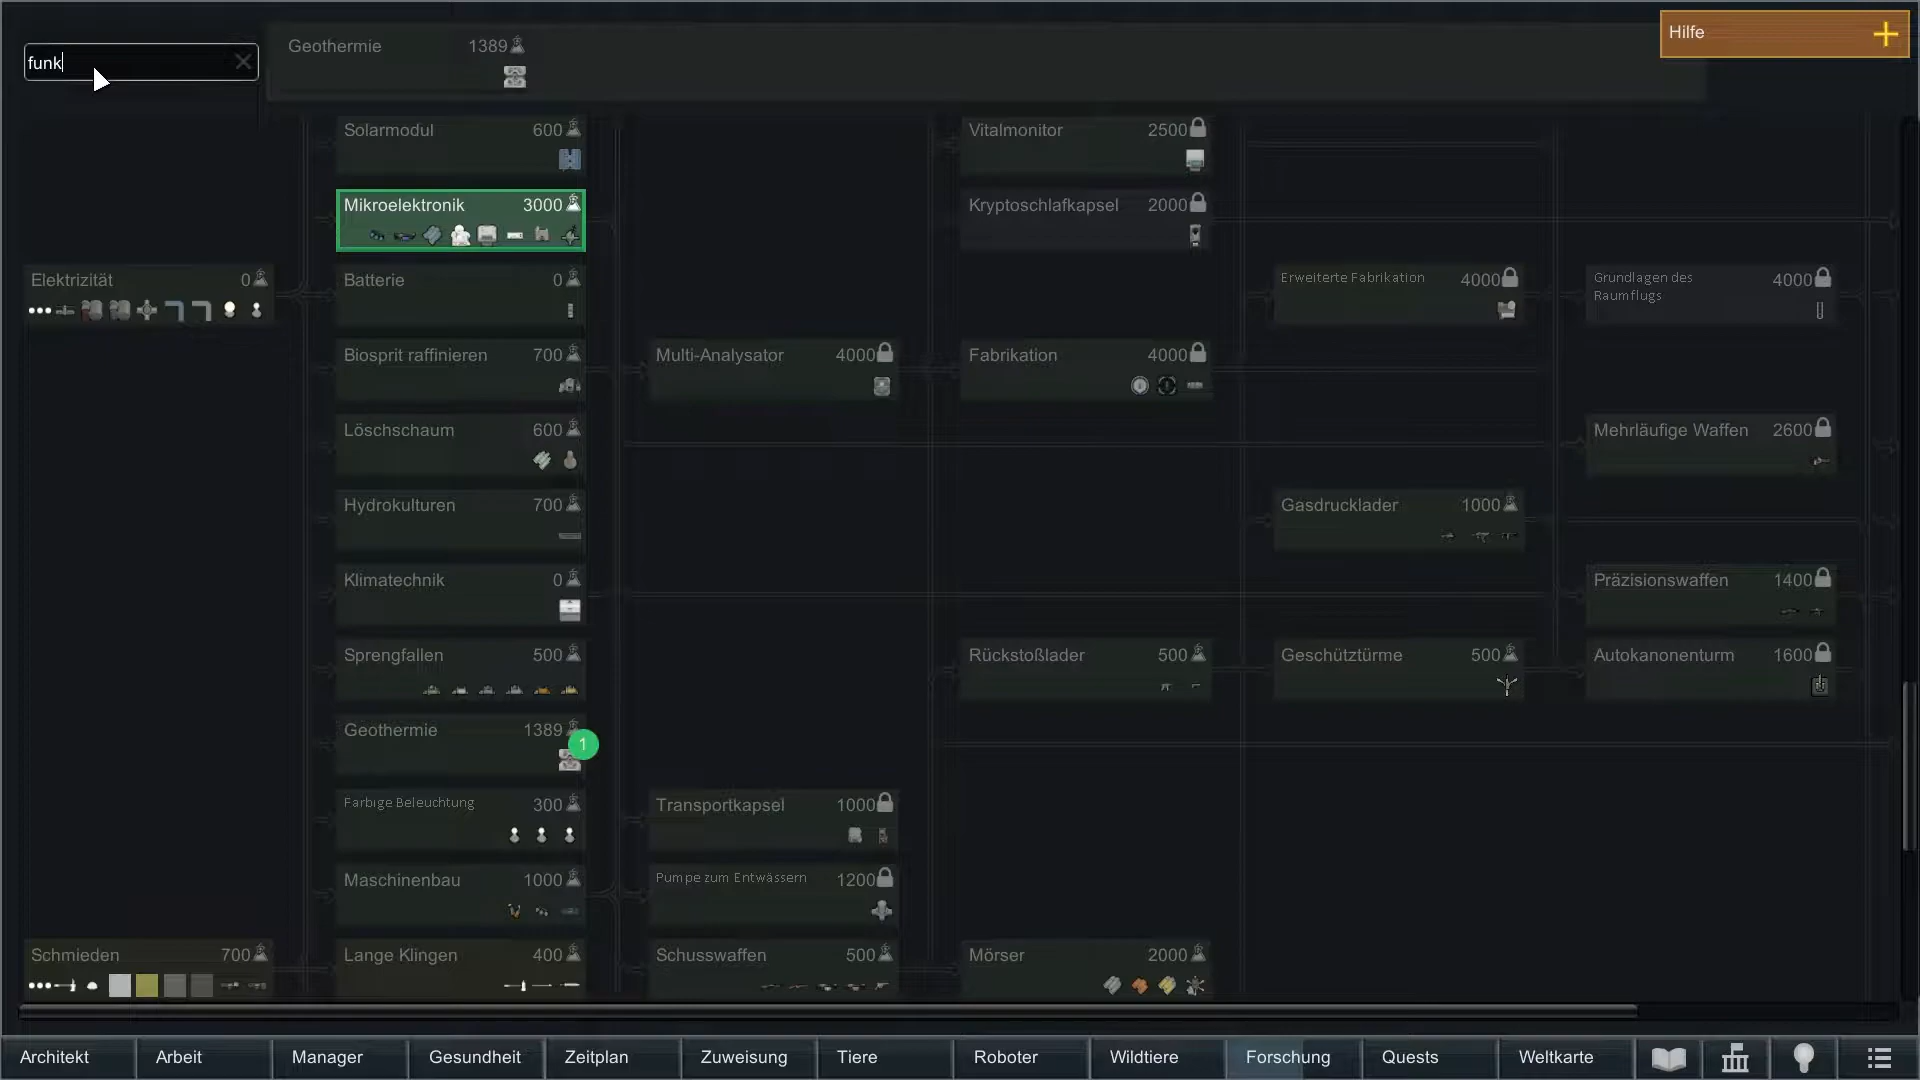 funk
Geothermie 1389
Hilfe
Solarmodul 600
Vitalmonitor 2500
Mikroelektronik 3000
Kryptoschlafkapsel 2000
Elektrizität 0
Batterie 0
Erweiterte Fabrikation 4000
Grundlagen des Raumflugs 4000
Biosprit raffinieren 700
Multi-Analysator 4000
Fabrikation 4000
Löschschaum 600
Mehrläufige Waffen 2600
Hydrokulturen 700
Gasdrucklader 1000
Klimatechnik 0
Präzisionswaffen 1400
Sprengfallen 500
Rückstoßlader 500
Geschütztürme 500
Autokanonenturm 1600
Geothermie 1389
1
Farbige Beleuchtung 300
Transportkapsel 1000
Maschinenbau 1000
Pumpe zum Entwässern 1200
Schmieden 700
Lange Klingen 400
Schusswaffen 500
Mörser 2000
Architekt Arbeit Manager Gesundheit Zeitplan Zuweisung Tiere Roboter Wildtiere Forschung Quests Weltkarte